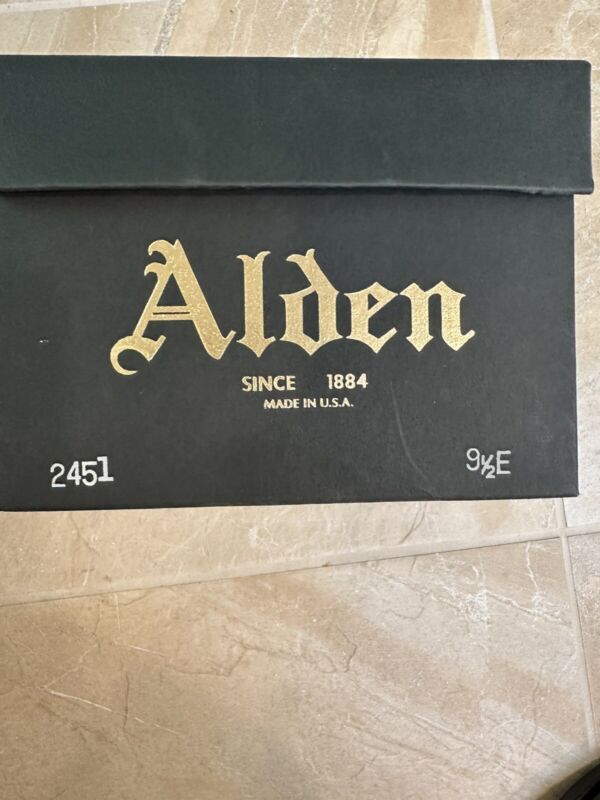 Alden
SINCE 1884
MADE IN U.S.A.
2451 9½E